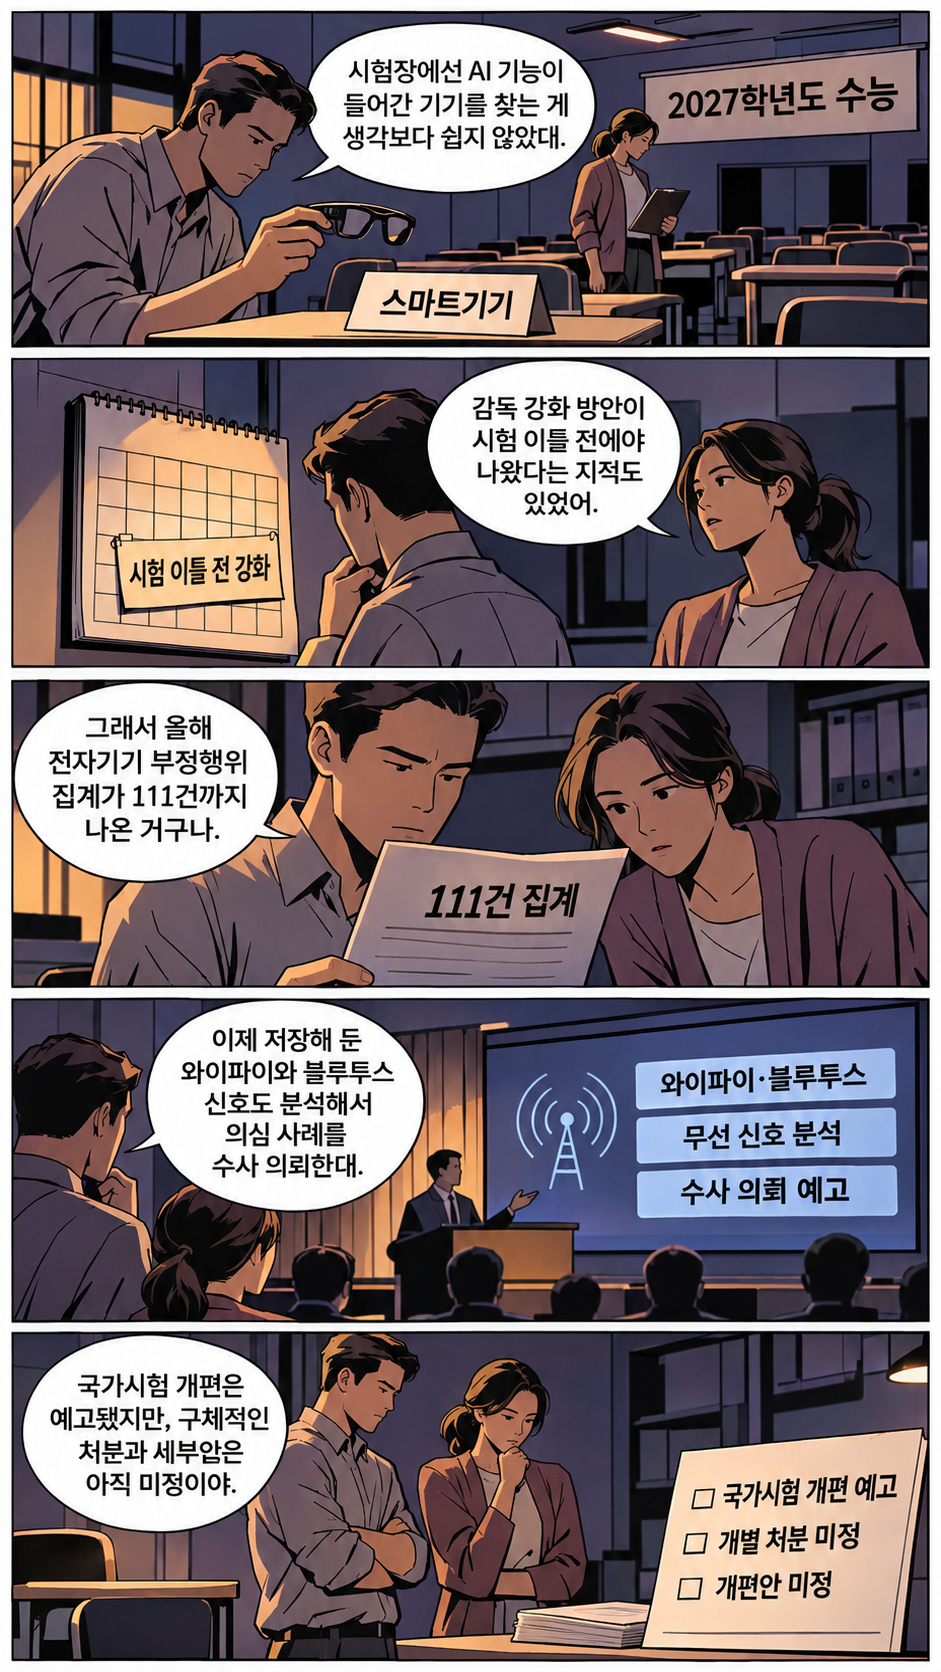 시험장에선 AI 기능이
들어간 기기를 찾는 게
생각보다 쉽지 않았대.
2027학년도 수능
스마트기기
감독 강화 방안이
시험 이틀 전에야
나왔다는 지적도
있었어.
시험 이틀 전 강화
그래서 올해
전자기기 부정행위
집계가 111건까지
나온 거구나.
111건 집계
이제 저장해 둔
와이파이와 블루투스
신호도 분석해서
의심 사례를
수사 의뢰한대.
와이파이·블루투스
무선 신호 분석
수사 의뢰 예고
국가시험 개편은
예고됐지만, 구체적인
처분과
아직 미정이야.
국가시험 개편 예고
개별 처분 미정
개편안 미정